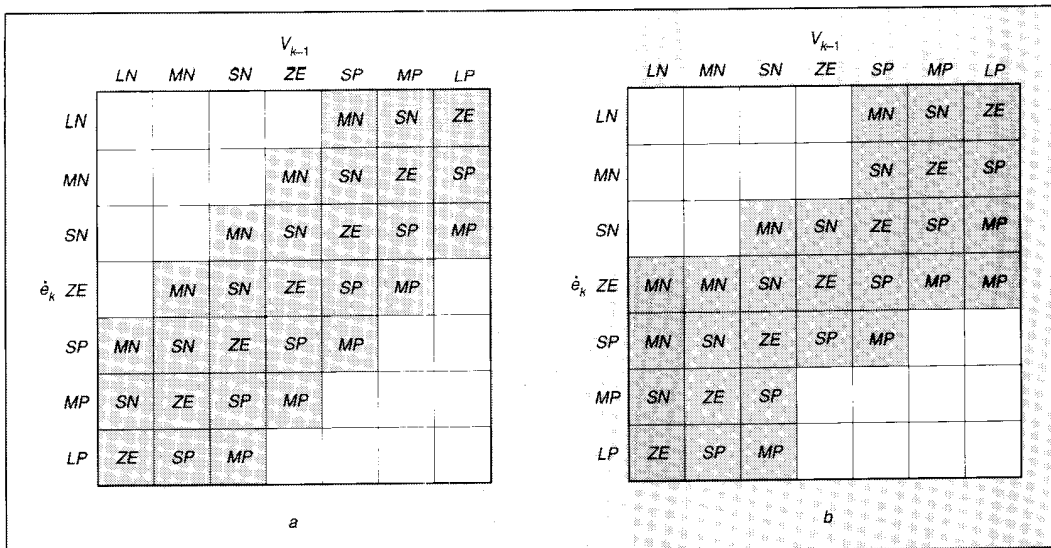 V_{k-1} V_{k-1}
LN MN SN ZE SP MP LP LN MN SN ZE SP MP LP
LN MN SN ZE LN MN SN ZE
MN MN SN ZE SP MN SN ZE SP
SN MN SN ZE SP MP SN MN SN ZE SP MP
ė_k ZE MN SN ZE SP MP ė_k ZE MN MN SN ZE SP MP MP
SP MN SN ZE SP MP SP MN SN ZE SP MP
MP SN ZE SP MP MP SN ZE SP
LP ZE SP MP LP ZE SP MP
a b